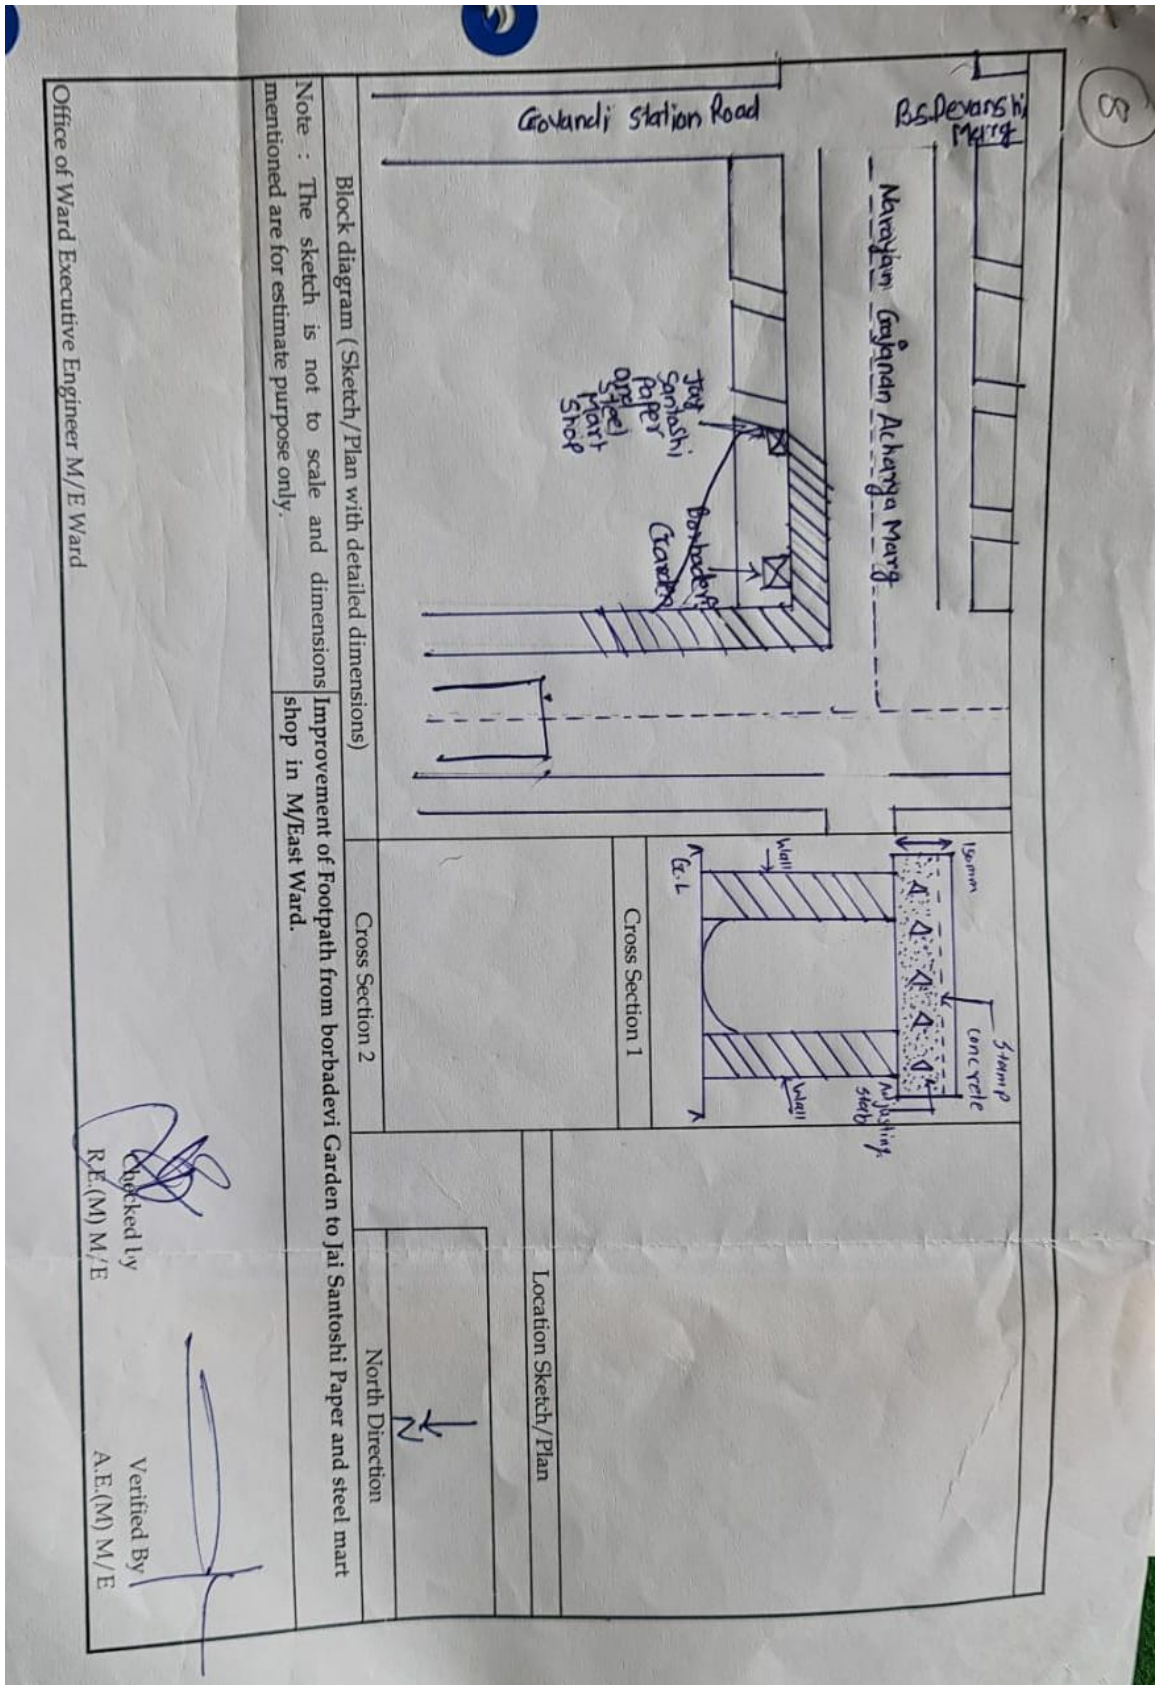 8
B.S.Devanshi
Marg
Govandi Station Road
Narayan Gajanan Acharya Marg
Jay
Santoshi
Paper
and
Steel
Mart
Shop
Borbadevi
Garden
150mm
Stamp
concrete
Wall
Wall
Adjusting
slab
G.L
Cross Section 1
Cross Section 2
Location Sketch/Plan
N
North Direction
Block diagram ( Sketch/Plan with detailed dimensions)
Note : The sketch is not to scale and dimensions
mentioned are for estimate purpose only.
Improvement of Footpath from borbadevi Garden to Jai Santoshi Paper and steel mart
shop in M/East Ward.
Checked by
R.E.(M) M/E
Verified By
A.E.(M) M/E
Office of Ward Executive Engineer M/E Ward